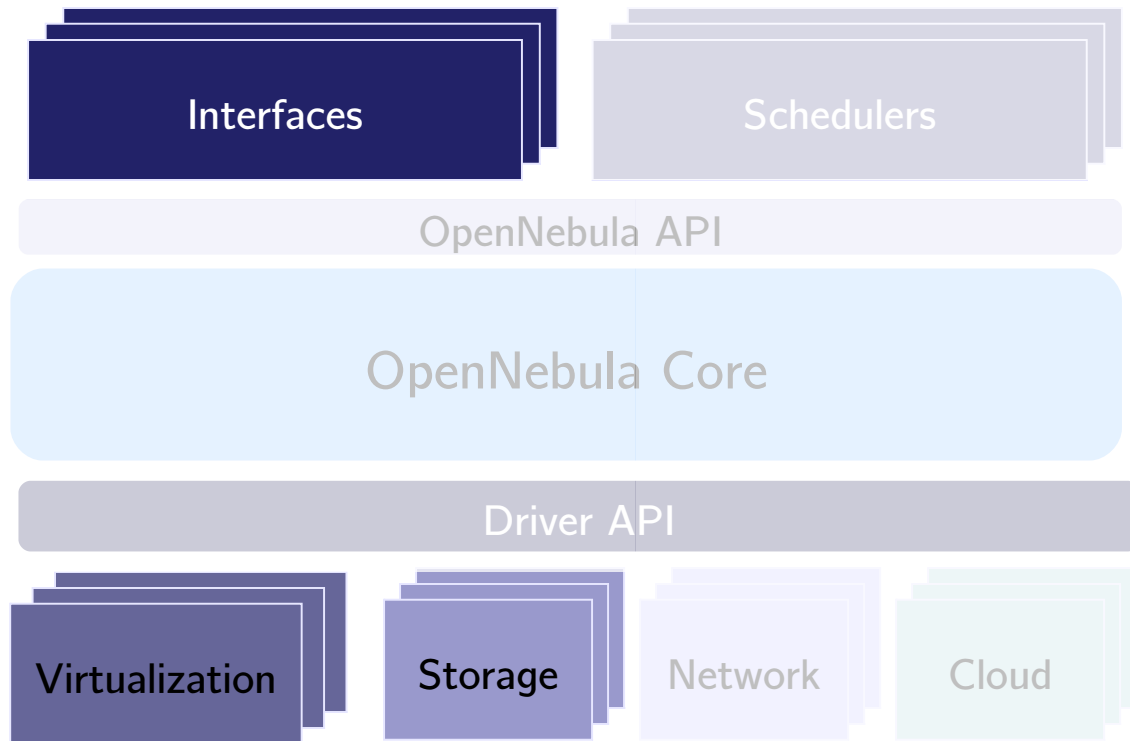 Interfaces
Schedulers
OpenNebula API
OpenNebula Core
Driver API
Virtualization
Storage
Network
Cloud